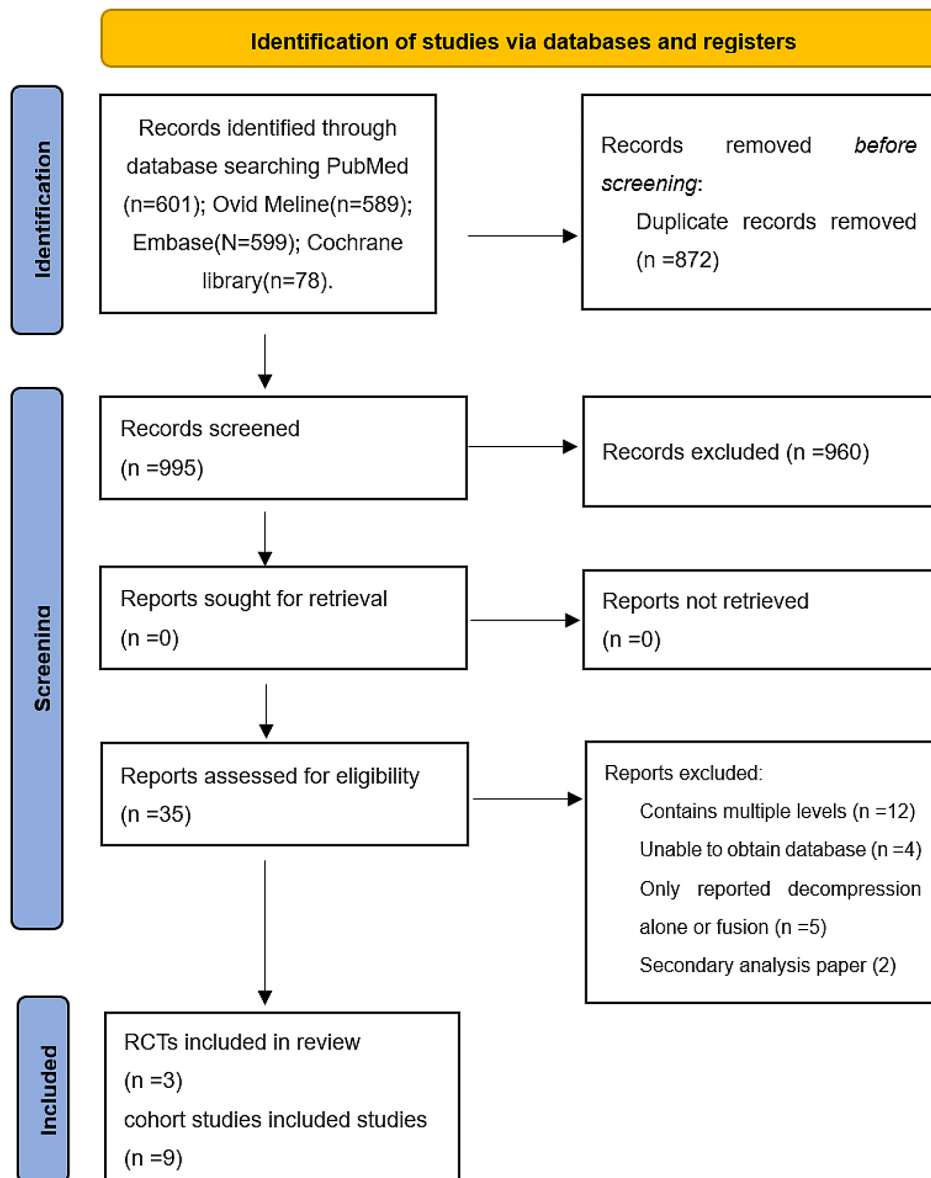 Identification of studies via databases and registers
Identification
Records identified through
database searching PubMed
(n=601); Ovid Meline(n=589);
Embase(N=599); Cochrane
library(n=78).
Records removed before
screening:
Duplicate records removed
(n =872)
Screening
Records screened
(n =995)
Records excluded (n =960)
Reports sought for retrieval
(n =0)
Reports not retrieved
(n =0)
Reports assessed for eligibility
(n =35)
Reports excluded:
Contains multiple levels (n =12)
Unable to obtain database (n =4)
Only reported decompression
alone or fusion (n =5)
Secondary analysis paper (2)
Included
RCTs included in review
(n =3)
cohort studies included studies
(n =9)